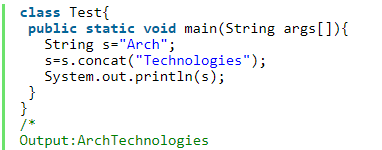 class Test{
 public static void main(String args[]){
   String s="Arch";
   s=s.concat("Technologies");
   System.out.println(s);
 }
}
/*
Output:ArchTechnologies